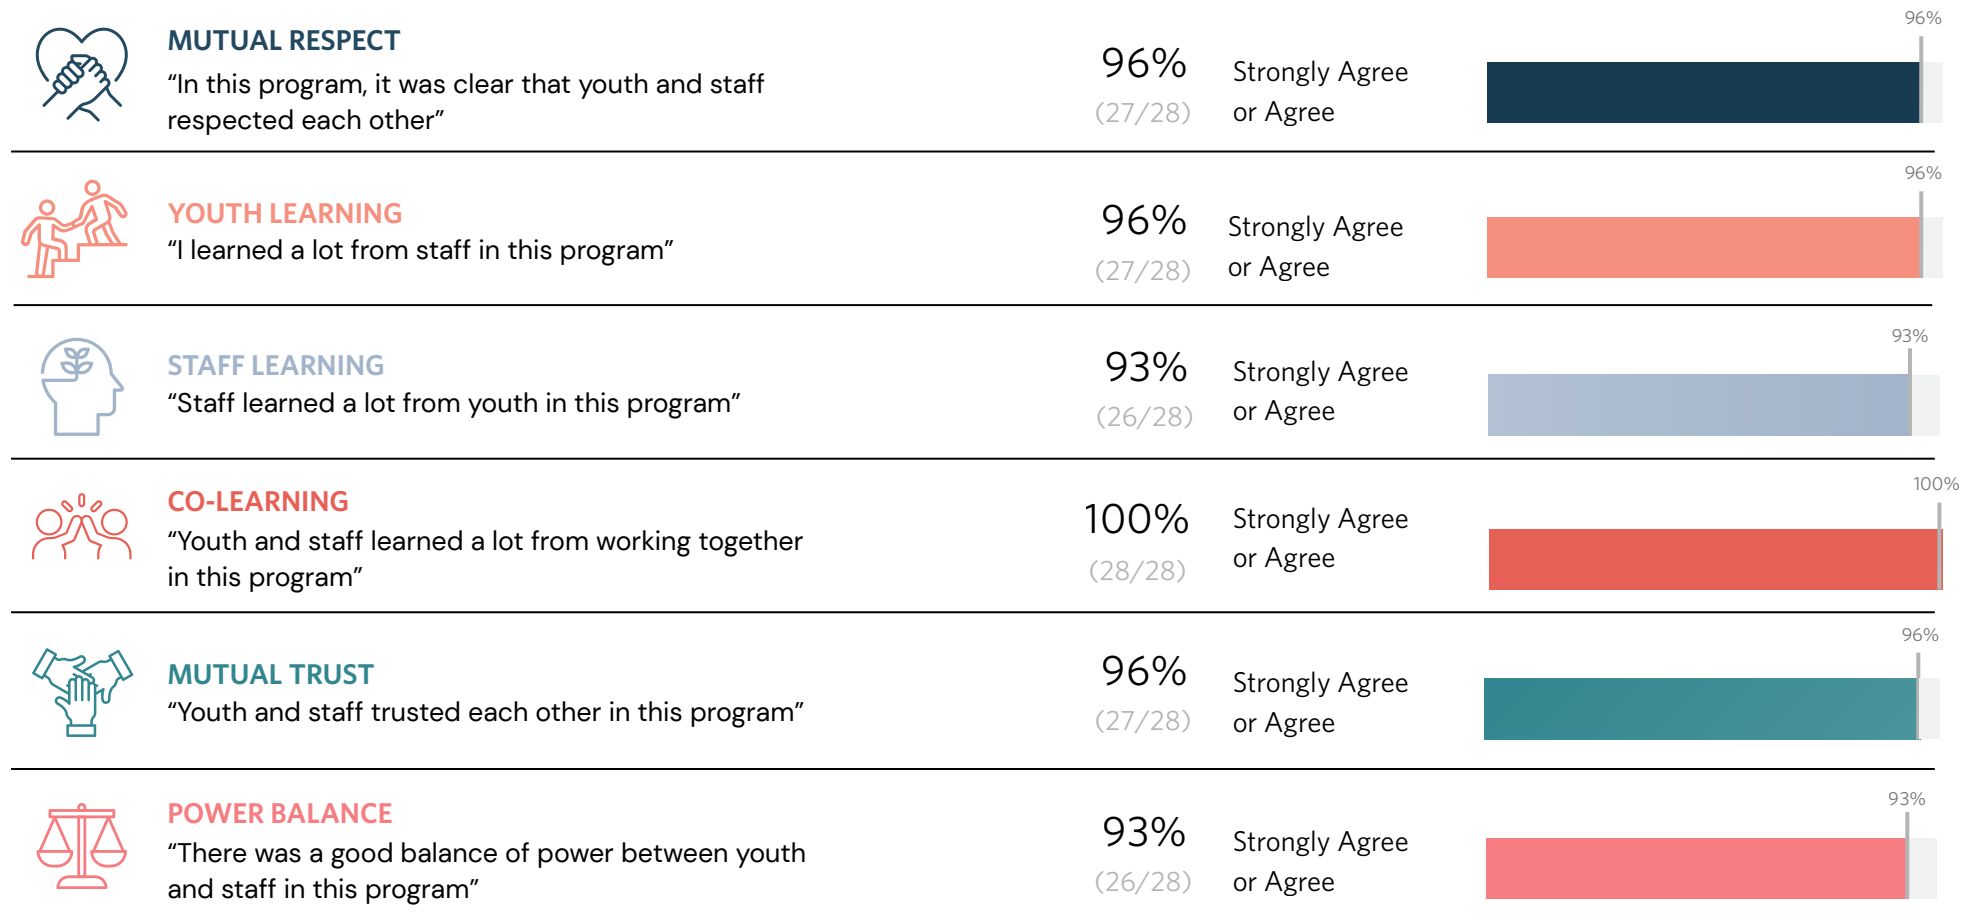 MUTUAL RESPECT
“In this program, it was clear that youth and staff
respected each other”
96%
(27/28)
Strongly Agree
or Agree
96%
YOUTH LEARNING
“I learned a lot from staff in this program”
96%
(27/28)
Strongly Agree
or Agree
96%
STAFF LEARNING
“Staff learned a lot from youth in this program”
93%
(26/28)
Strongly Agree
or Agree
93%
CO-LEARNING
“Youth and staff learned a lot from working together
in this program”
100%
(28/28)
Strongly Agree
or Agree
100%
MUTUAL TRUST
“Youth and staff trusted each other in this program”
96%
(27/28)
Strongly Agree
or Agree
96%
POWER BALANCE
“There was a good balance of power between youth
and staff in this program”
93%
(26/28)
Strongly Agree
or Agree
93%